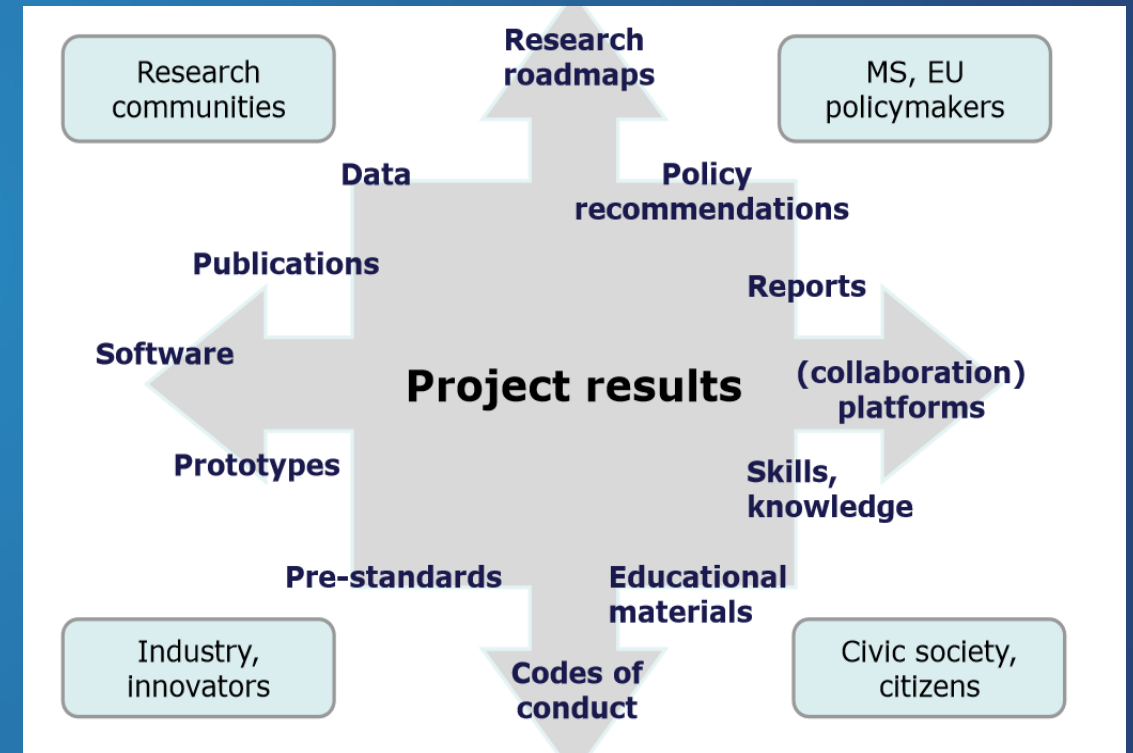 Research
roadmaps
Research
communities
MS, EU
policymakers
Data
Policy
recommendations
Publications
Reports
Software
(collaboration)
platforms
Project results
Prototypes
Skills,
knowledge
Pre-standards
Educational
materials
Industry,
innovators
Civic society,
citizens
Codes of
conduct